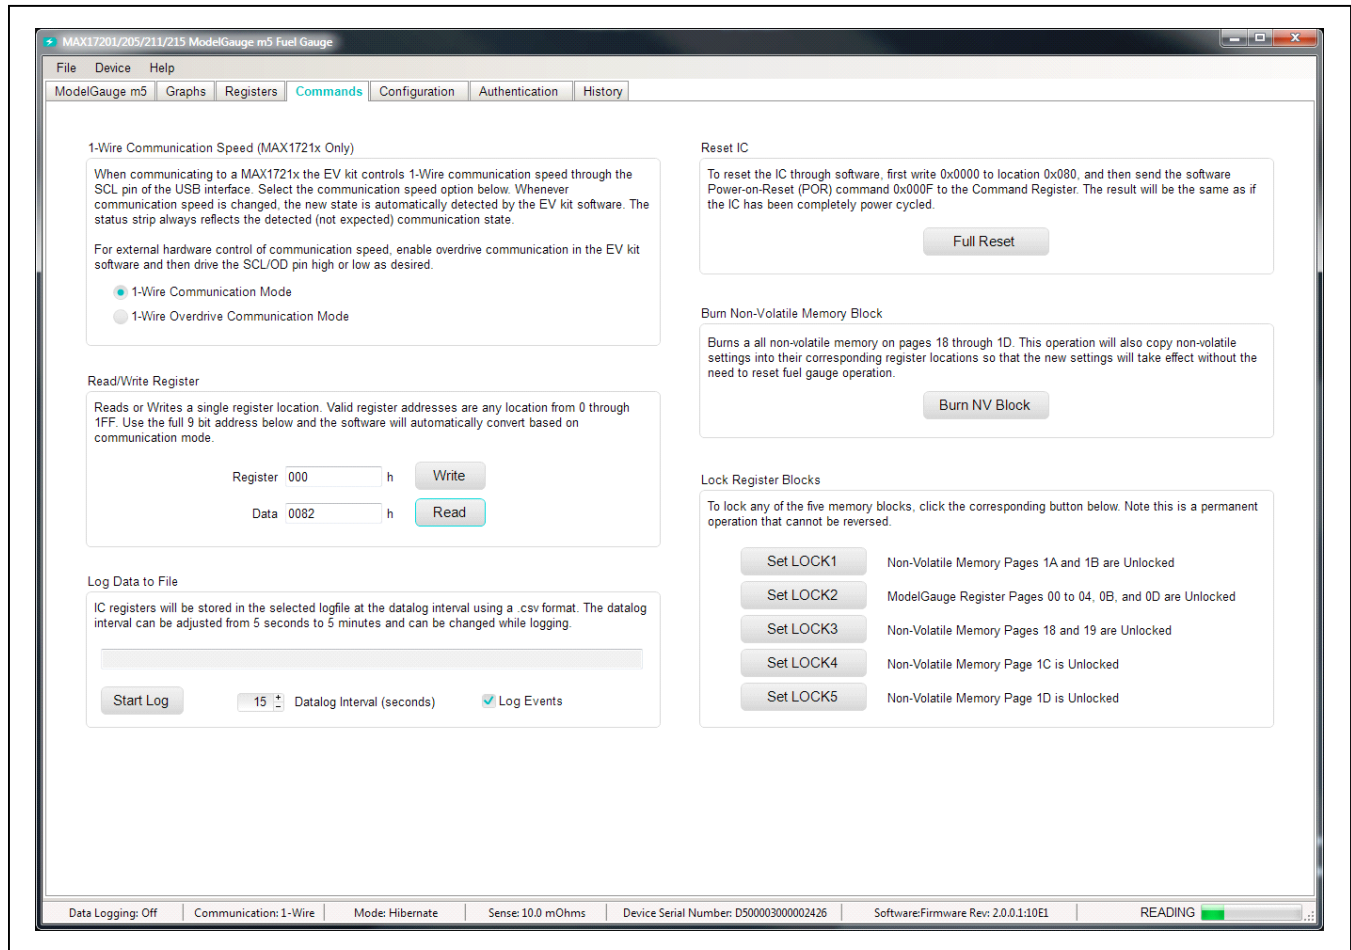 MAX17201/205/211/215 ModelGauge m5 Fuel Gauge
File Device Help
ModelGauge m5 Graphs Registers Commands Configuration Authentication History
1-Wire Communication Speed (MAX1721x Only)
When communicating to a MAX1721x the EV kit controls 1-Wire communication speed through the
SCL pin of the USB interface. Select the communication speed option below. Whenever
communication speed is changed, the new state is automatically detected by the EV kit software. The
status strip always reflects the detected (not expected) communication state.
For external hardware control of communication speed, enable overdrive communication in the EV kit
software and then drive the SCL/OD pin high or low as desired.
1-Wire Communication Mode
1-Wire Overdrive Communication Mode
Read/Write Register
Reads or Writes a single register location. Valid register addresses are any location from 0 through
1FF. Use the full 9 bit address below and the software will automatically convert based on
communication mode.
Register 000 h Write
Data 0082 h Read
Log Data to File
IC registers will be stored in the selected logfile at the datalog interval using a .csv format. The datalog
interval can be adjusted from 5 seconds to 5 minutes and can be changed while logging.
Start Log 15 Datalog Interval (seconds) Log Events
Reset IC
To reset the IC through software, first write 0x0000 to location 0x080, and then send the software
Power-on-Reset (POR) command 0x000F to the Command Register. The result will be the same as if
the IC has been completely power cycled.
Full Reset
Burn Non-Volatile Memory Block
Burns a all non-volatile memory on pages 18 through 1D. This operation will also copy non-volatile
settings into their corresponding register locations so that the new settings will take effect without the
need to reset fuel gauge operation.
Burn NV Block
Lock Register Blocks
To lock any of the five memory blocks, click the corresponding button below. Note this is a permanent
operation that cannot be reversed.
Set LOCK1 Non-Volatile Memory Pages 1A and 1B are Unlocked
Set LOCK2 ModelGauge Register Pages 00 to 04, 0B, and 0D are Unlocked
Set LOCK3 Non-Volatile Memory Pages 18 and 19 are Unlocked
Set LOCK4 Non-Volatile Memory Page 1C is Unlocked
Set LOCK5 Non-Volatile Memory Page 1D is Unlocked
Data Logging: Off Communication: 1-Wire Mode: Hibernate Sense: 10.0 mOhms Device Serial Number: D500003000002426 Software:Firmware Rev: 2.0.0.1:10E1 READING